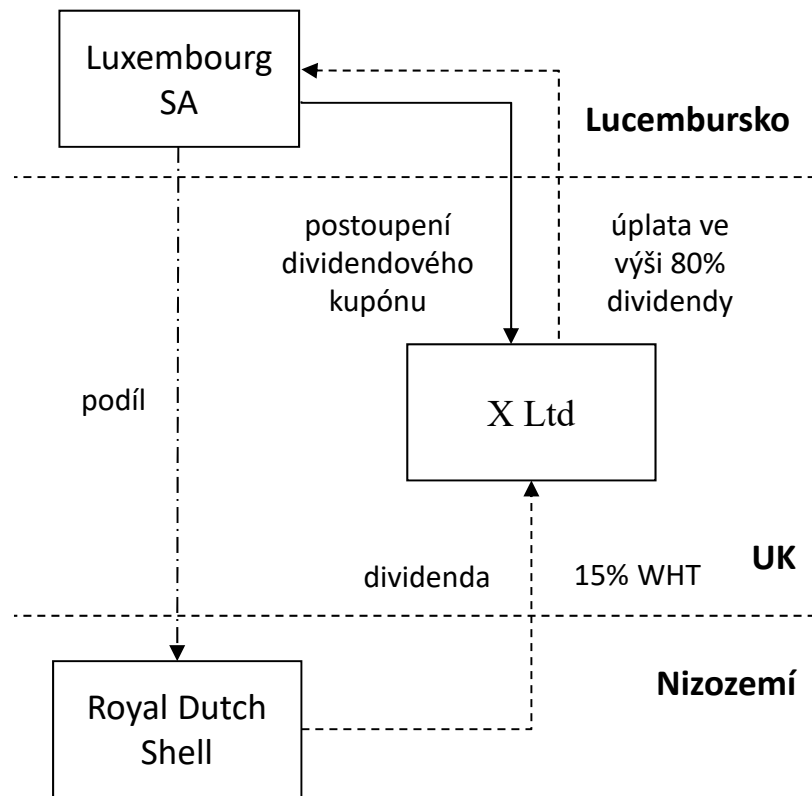 Luxembourg
SA
Lucembursko
postoupení
dividendového
kupónu
úplata ve
výši 80%
dividendy
podíl
X Ltd
UK
dividenda
15% WHT
Nizozemí
Royal Dutch
Shell